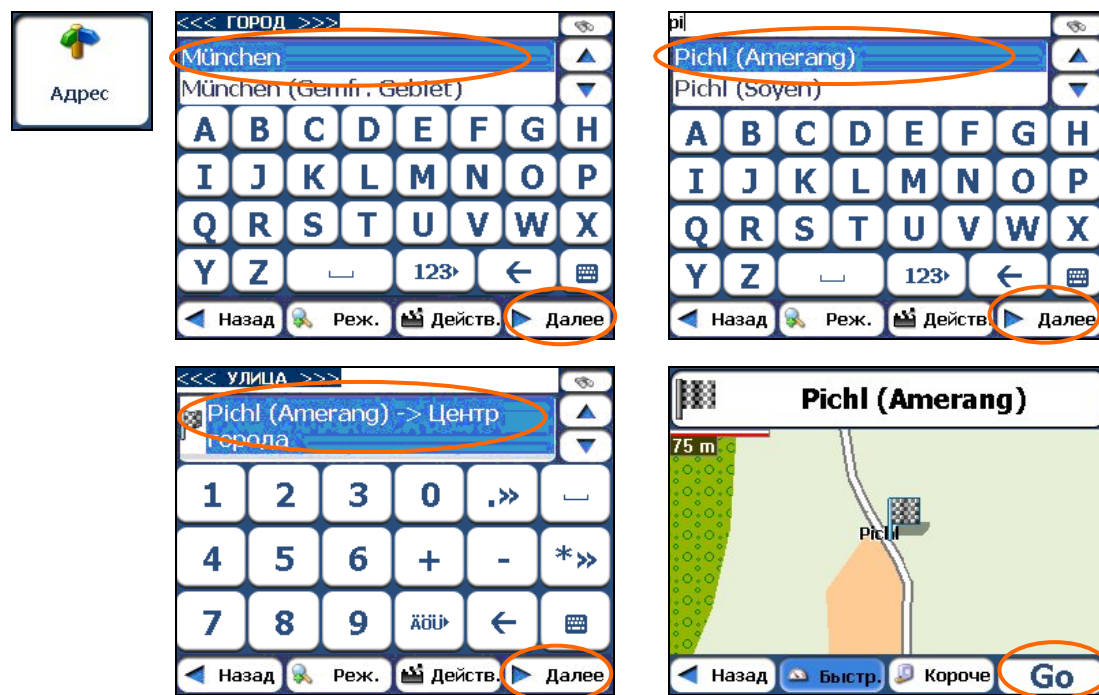 Адрес
<<< ГОРОД >>>
München
München (Gemfr. Gebiet)
A B C D E F G H
I J K L M N O P
Q R S T U V W X
Y Z 123
Назад Реж. Действ. Далее
pi
Pichl (Amerang)
Pichl (Soyen)
A B C D E F G H
I J K L M N O P
Q R S T U V W X
Y Z 123
Назад Реж. Действ. Далее
<<< УЛИЦА >>>
Pichl (Amerang) -> Центр
города
1 2 3 0 .»
4 5 6 + - *»
7 8 9 ÄÖÜ
Назад Реж. Действ. Далее
Pichl (Amerang)
75 m
Pichl
Назад Быстр. Короче Go